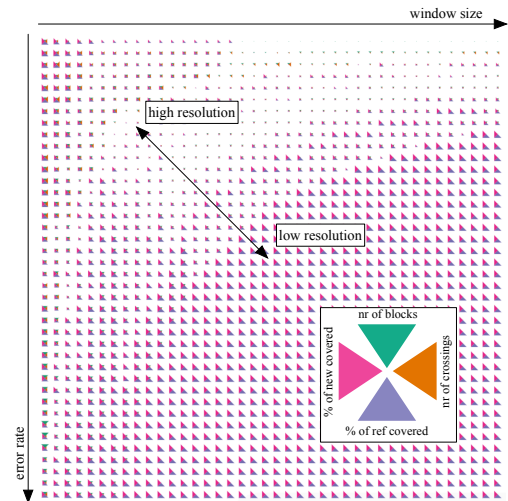 window size
high resolution
low resolution
nr of blocks
% of new covered
nr of crossings
% of ref covered
error rate